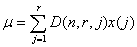 μ = ∑_{j=1}^{r} D(n, r, j)x(j)